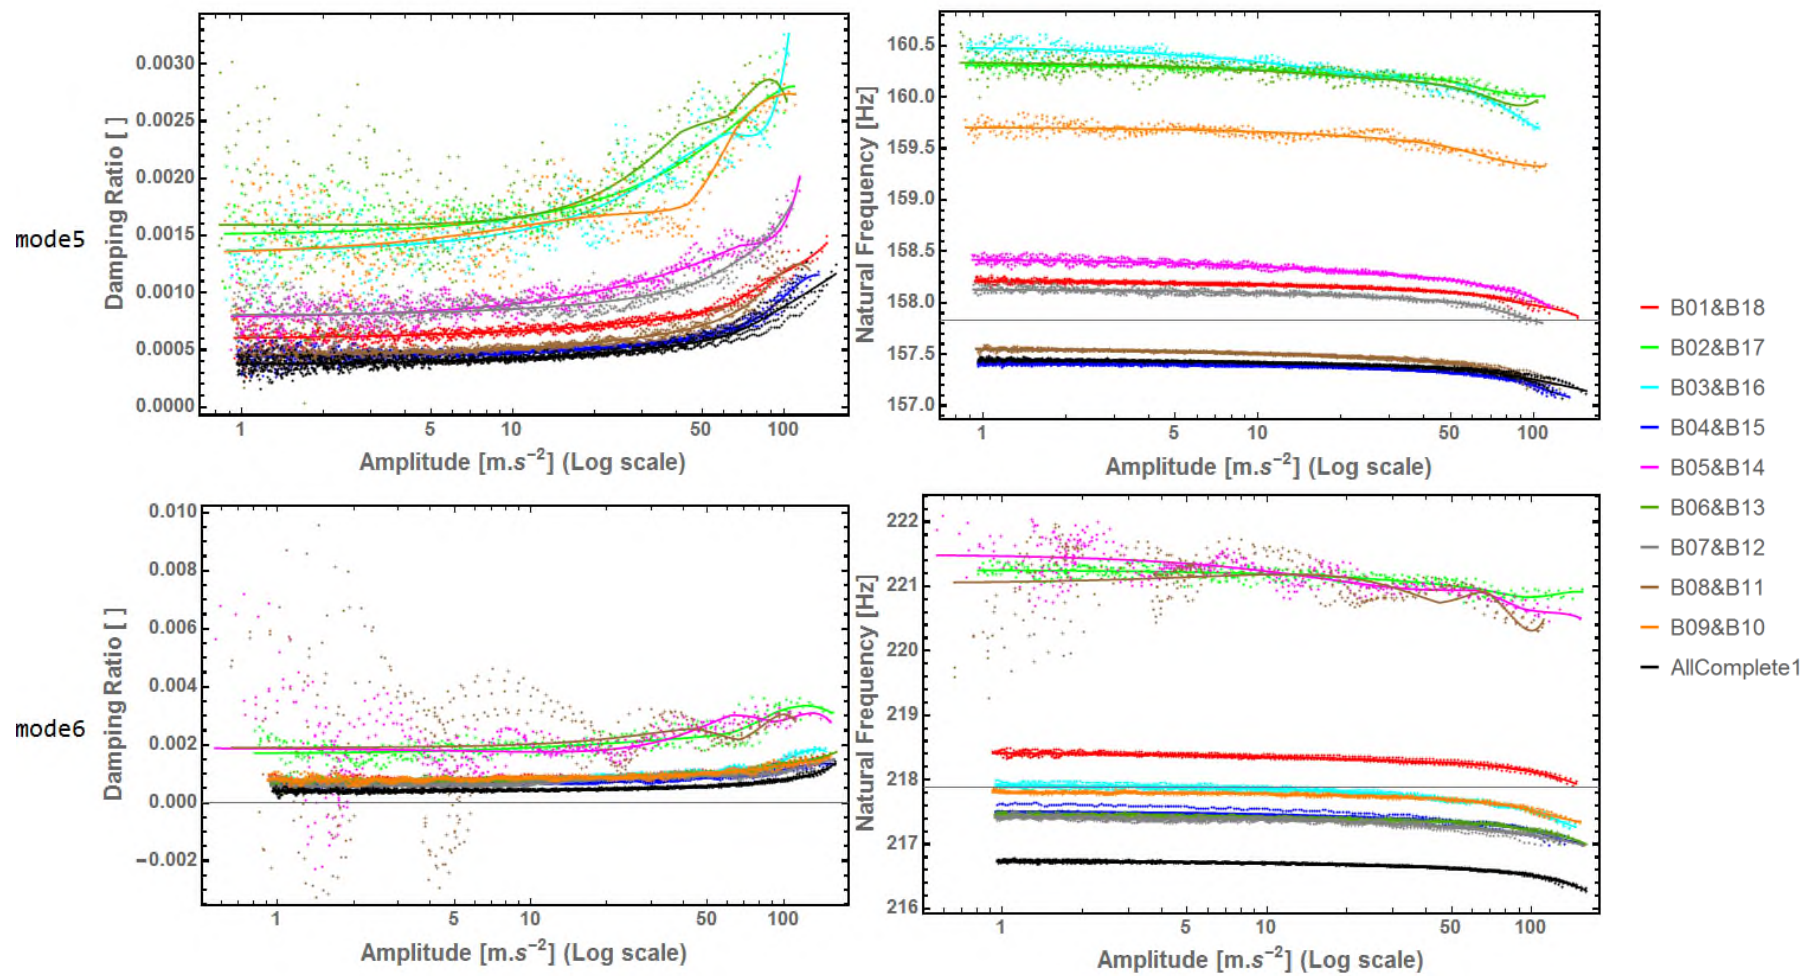 mode5
Damping Ratio [ ]
0.0030
0.0025
0.0020
0.0015
0.0010
0.0005
0.0000
1 5 10 50 100
Amplitude [m.s⁻²] (Log scale)
Natural Frequency [Hz]
160.5
160.0
159.5
159.0
158.5
158.0
157.5
157.0
1 5 10 50 100
Amplitude [m.s⁻²] (Log scale)
mode6
Damping Ratio [ ]
0.010
0.008
0.006
0.004
0.002
0.000
−0.002
1 5 10 50 100
Amplitude [m.s⁻²] (Log scale)
Natural Frequency [Hz]
222
221
220
219
218
217
216
1 5 10 50 100
Amplitude [m.s⁻²] (Log scale)
B01&B18
B02&B17
B03&B16
B04&B15
B05&B14
B06&B13
B07&B12
B08&B11
B09&B10
AllComplete1